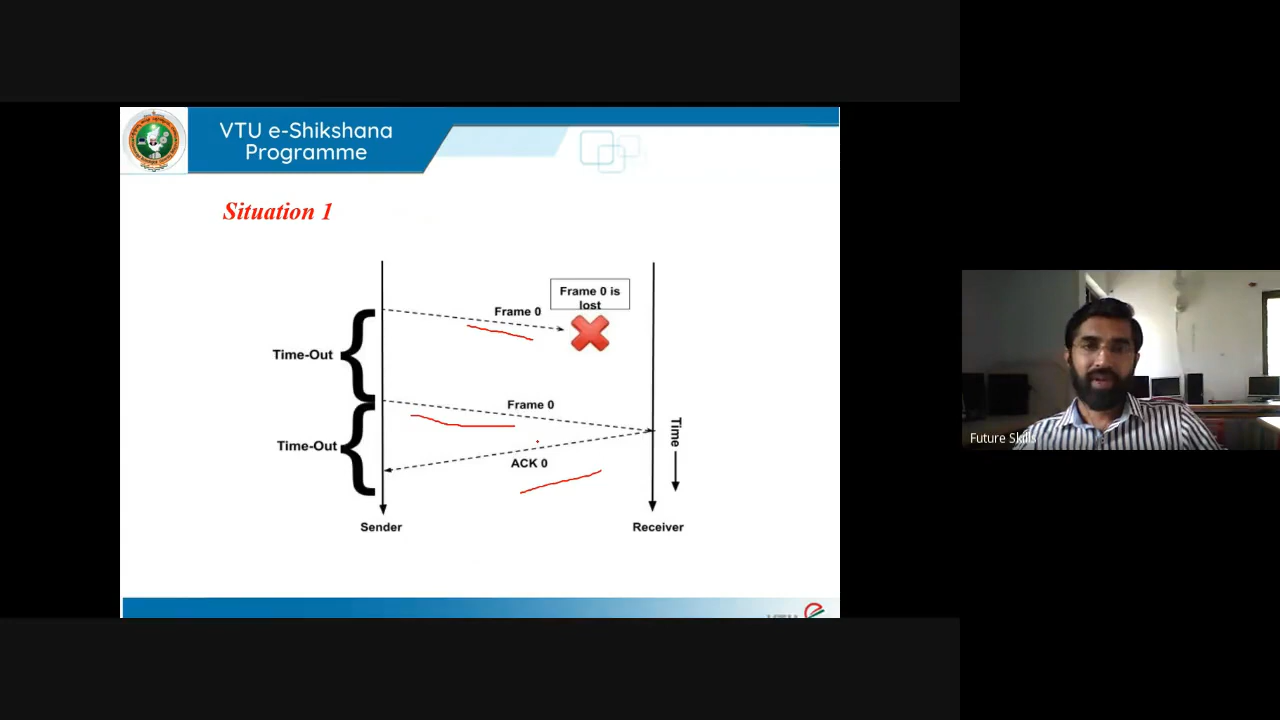 VTU e-Shikshana
Programme
Situation 1
Frame 0 is
lost
Frame 0
Time-Out
Frame 0
Time
Time-Out
ACK 0
Sender
Receiver
Future Skills